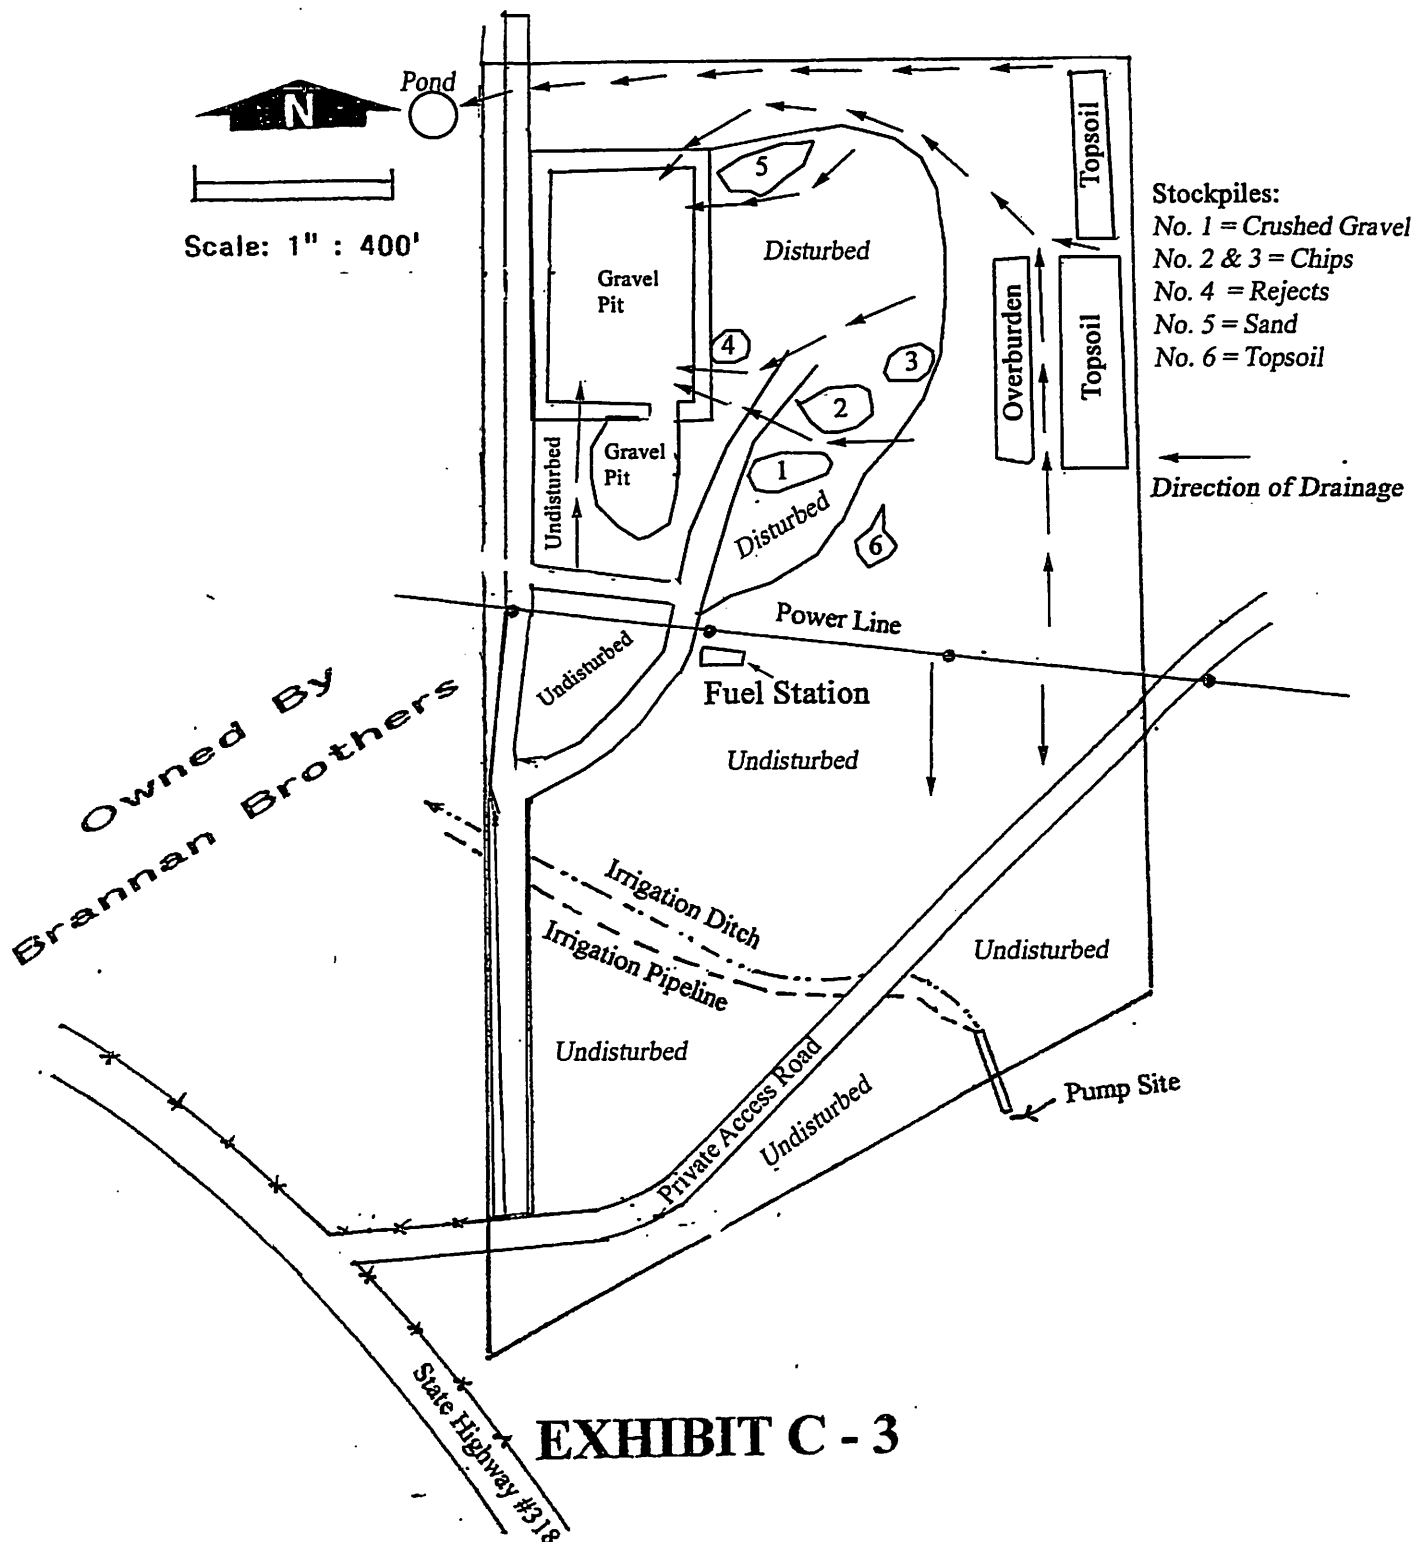 Pond
N
Scale: 1" : 400'
Topsoil
Stockpiles:
No. 1 = Crushed Gravel
No. 2 & 3 = Chips
No. 4 = Rejects
No. 5 = Sand
No. 6 = Topsoil
5
Disturbed
Gravel
Pit
4
3
2
1
Overburden
Topsoil
Direction of Drainage
Undisturbed
Gravel
Pit
Disturbed
6
Power Line
Undisturbed
Fuel Station
Undisturbed
Owned By
Brannan Brothers
Irrigation Ditch
Irrigation Pipeline
Undisturbed
Undisturbed
Private Access Road
Undisturbed
Pump Site
State Highway #318
EXHIBIT C - 3